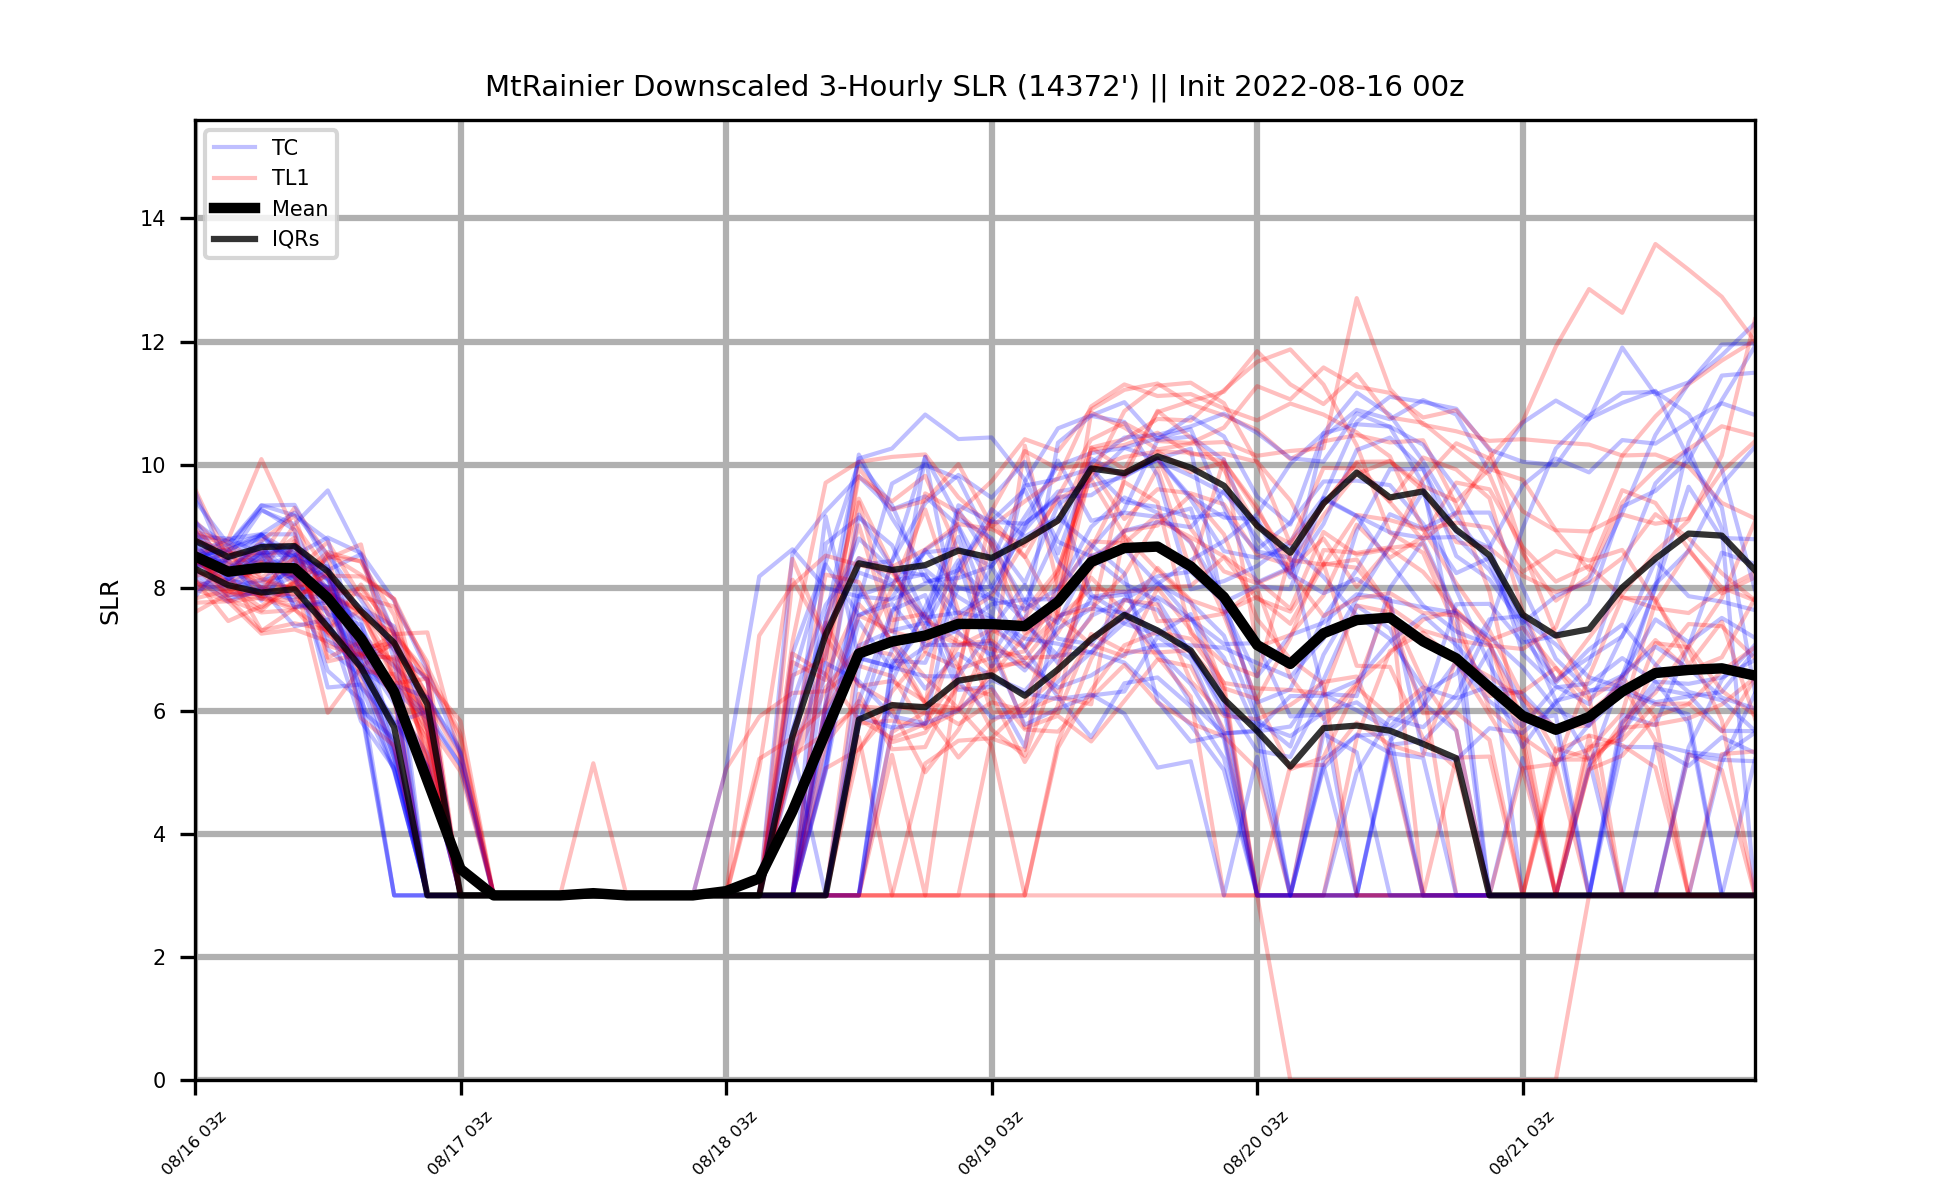 MtRainier Downscaled 3-Hourly SLR (14372') || Init 2022-08-16 00z
TC
TL1
Mean
IQRs
SLR
14
12
10
8
6
4
2
0
08/16 03z
08/17 03z
08/18 03z
08/19 03z
08/20 03z
08/21 03z